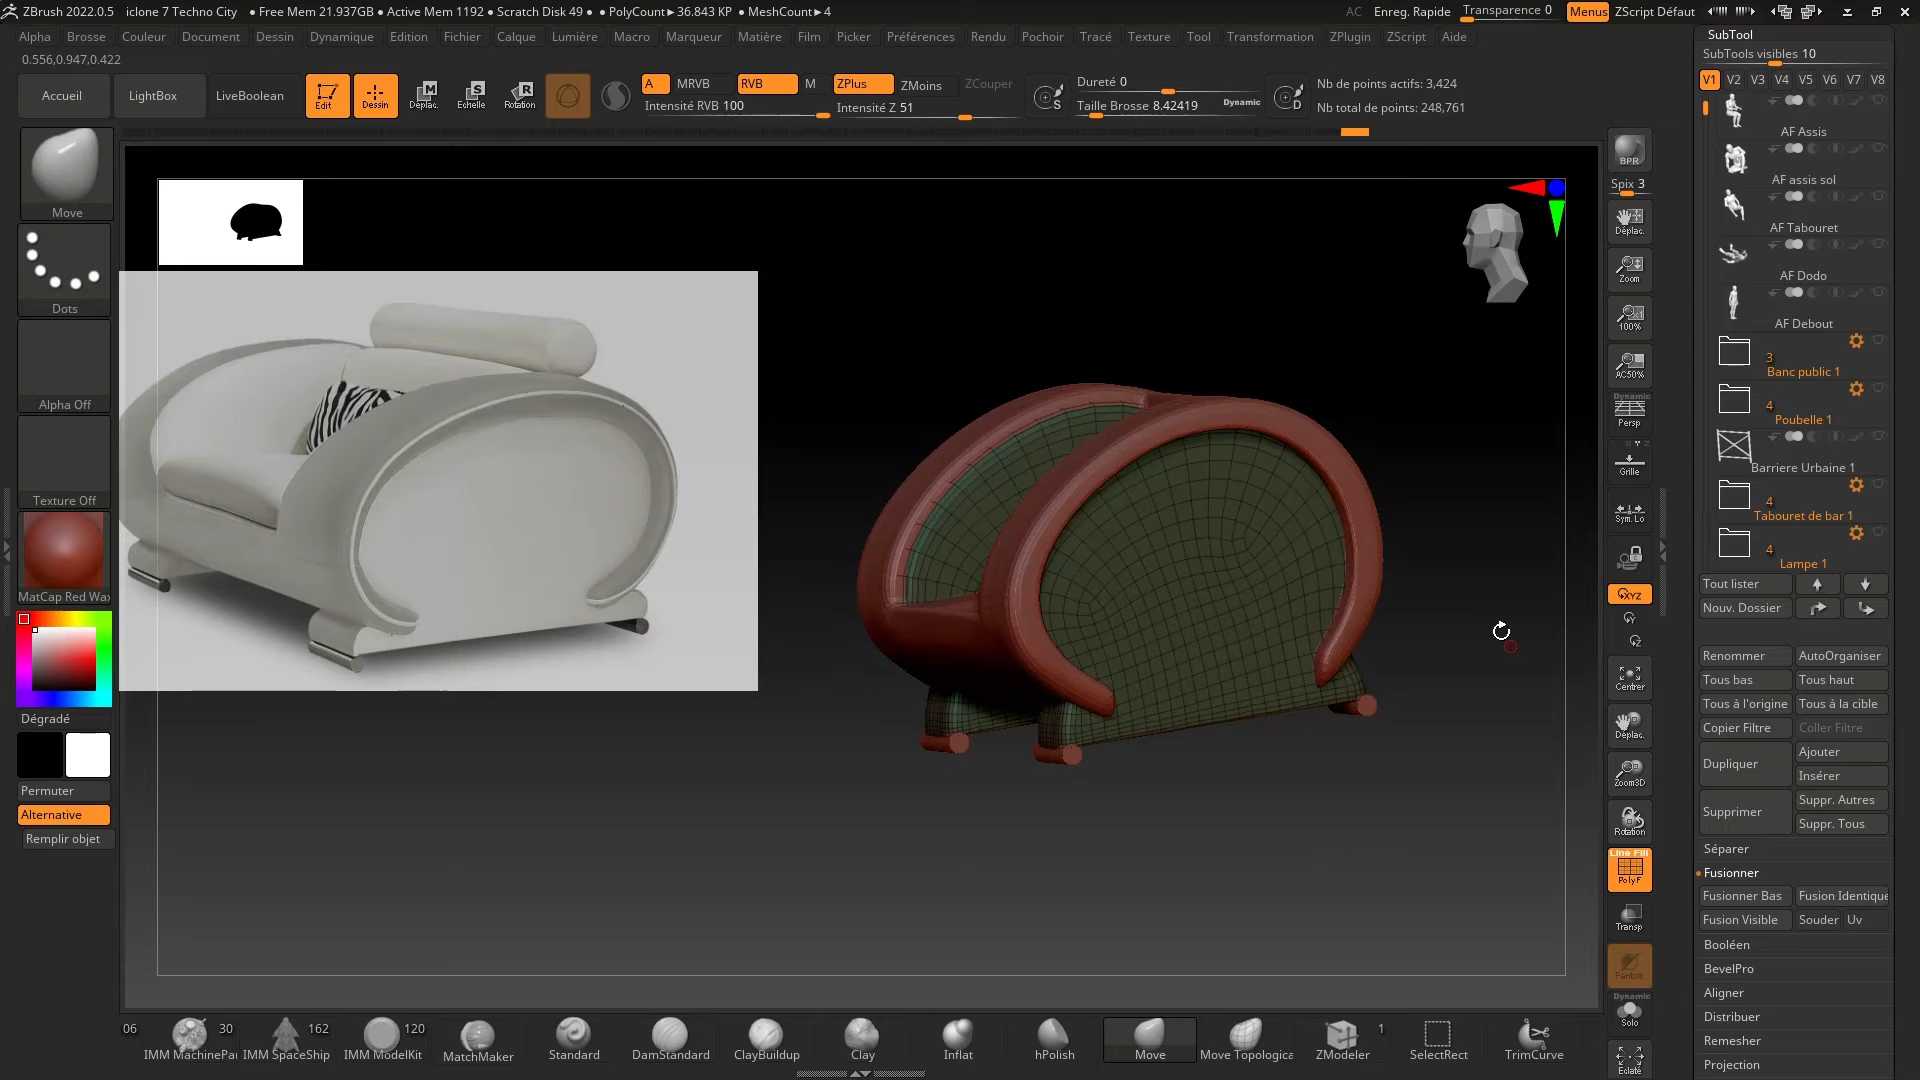 ZBrush 2022.0.5 iclone 7 Techno City • Free Mem 21.937GB • Active Mem 1192 • Scratch Disk 49 • • PolyCount► 36.843 KP • MeshCount► 4 AC Enreg. Rapide Transparence 0 Menus ZScript Défaut
Alpha Brosse Couleur Document Dessin Dynamique Edition Fichier Calque Lumière Macro Marqueur Matière Film Picker Préférences Rendu Pochoir Tracé Texture Tool Transformation ZPlugin ZScript Aide
0.556,0.947,0.422
Accueil LightBox LiveBoolean Edit Dessin Déplac. Echelle Rotation
A MRVB RVB M ZPlus ZMoins ZCouper
Intensité RVB 100 Intensité Z 51
Dureté 0
Taille Brosse 8.42419 Dynamic
Nb de points actifs: 3,424
Nb total de points: 248,761
Move
Dots
Alpha Off
Texture Off
MatCap Red Wax
Dégradé
Permuter
Alternative
Remplir objet
BPR
Spix 3
Déplac.
Zoom
100%
AC50%
Dynamic
Persp
Grille
Sym.Lo
XYZ
Y
Z
Centrer
Déplac.
Zoom3D
Rotation
Line Fill
PolyF
Transp
Fantom
Dynamic
Solo
Eclaté
SubTool
SubTools visibles 10
V1 V2 V3 V4 V5 V6 V7 V8
AF Assis
AF assis sol
AF Tabouret
AF Dodo
AF Debout
3
Banc public 1
4
Poubelle 1
Barriere Urbaine 1
4
Tabouret de bar 1
4
Lampe 1
Tout lister
Nouv. Dossier
Renommer AutoOrganiser
Tous bas Tous haut
Tous à l'origine Tous à la cible
Copier Filtre Coller Filtre
Dupliquer Ajouter
Insérer
Supprimer Suppr. Autres
Suppr. Tous
Séparer
Fusionner
Fusionner Bas Fusion Identique
Fusion Visible Souder Uv
Booléen
BevelPro
Aligner
Distribuer
Remesher
Projection
06 30 162 120 1
IMM MachinePar IMM SpaceShip IMM ModelKit MatchMaker Standard DamStandard ClayBuildup Clay Inflat hPolish Move Move Topologica ZModeler SelectRect TrimCurve